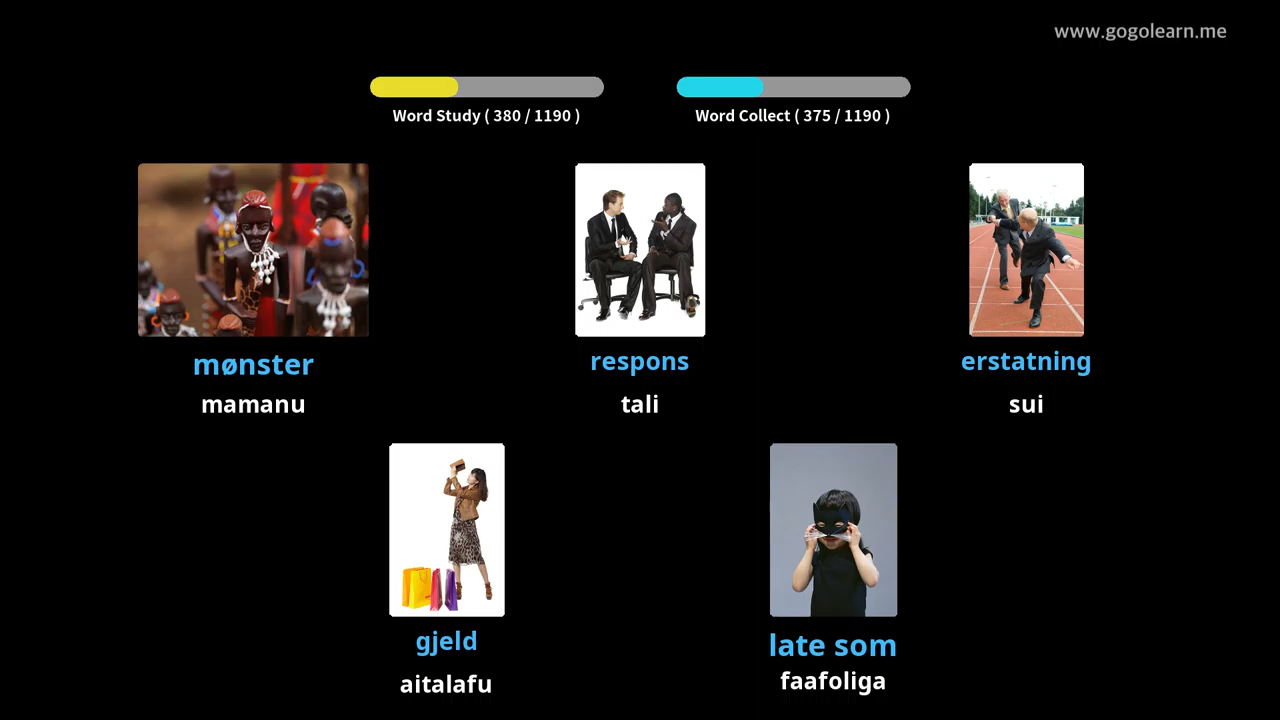 www.gogolearn.me
Word Study ( 380 / 1190 )
Word Collect ( 375 / 1190 )
mønster
mamanu
respons
tali
erstatning
sui
gjeld
aitalafu
late som
faafoliga